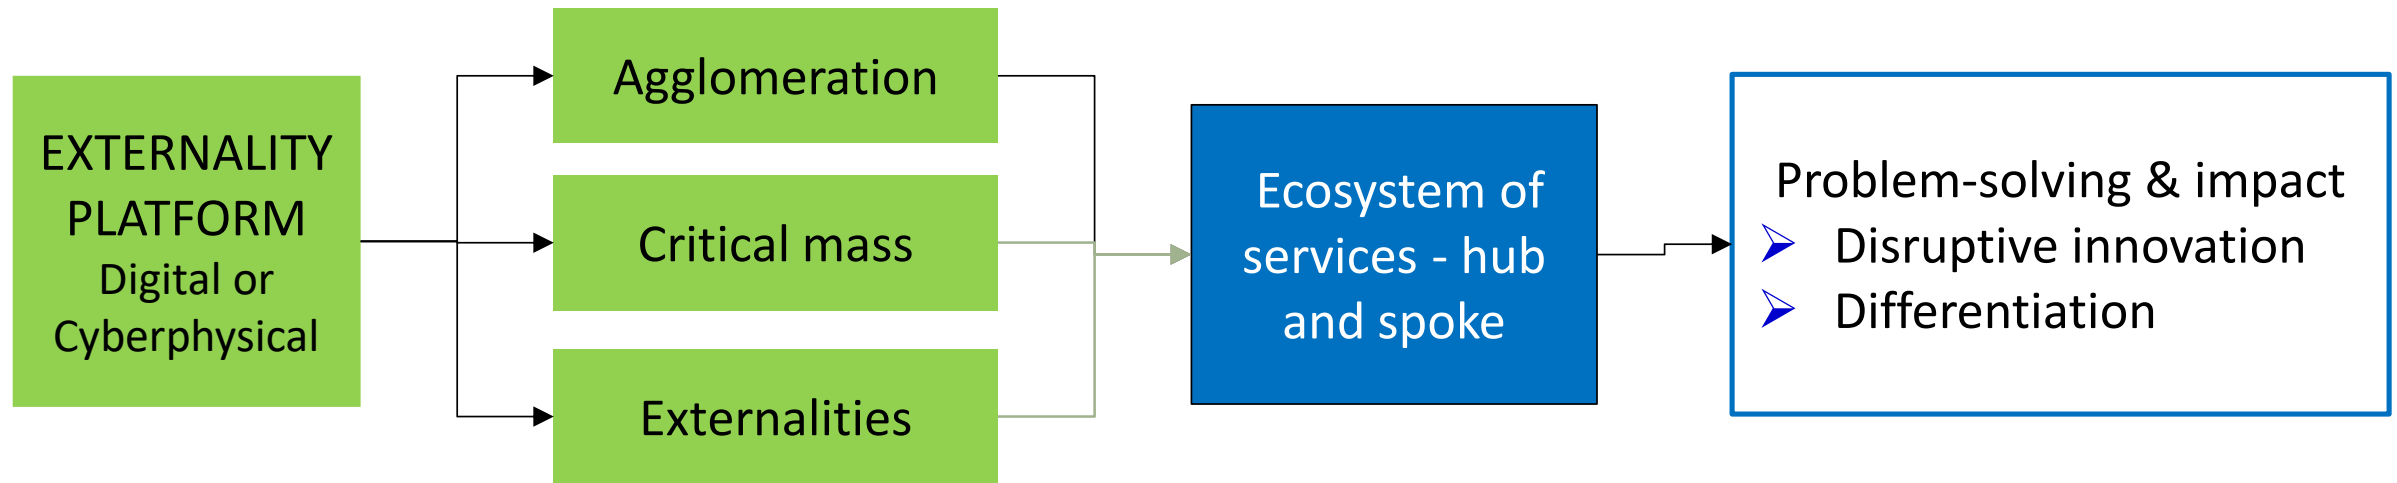 EXTERNALITY
PLATFORM
Digital or
Cyberphysical
Agglomeration
Critical mass
Externalities
Ecosystem of
services - hub
and spoke
Problem-solving & impact
Disruptive innovation
Differentiation